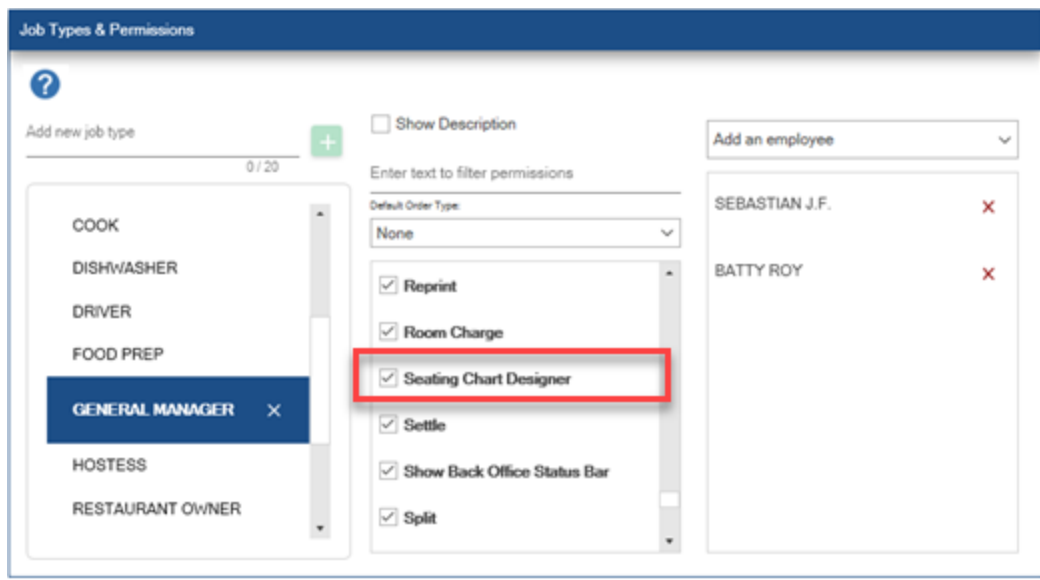 Job Types & Permissions
?
Add new job type
+
0 / 20
COOK
DISHWASHER
DRIVER
FOOD PREP
GENERAL MANAGER ×
HOSTESS
RESTAURANT OWNER
Show Description
Enter text to filter permissions
Default Order Type:
None
Reprint
Room Charge
Seating Chart Designer
Settle
Show Back Office Status Bar
Split
Add an employee
SEBASTIAN J.F. ×
BATTY ROY ×